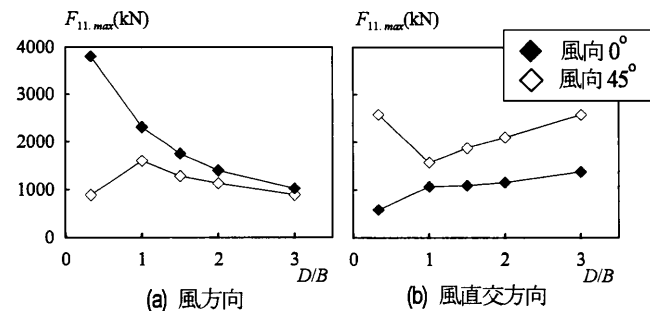 F11. max(kN)
4000
3000
2000
1000
0
0 1 2 3
D/B
(a) 風方向
F11. max(kN)
0 1 2 3
D/B
(b) 風直交方向
風向 0°
風向 45°